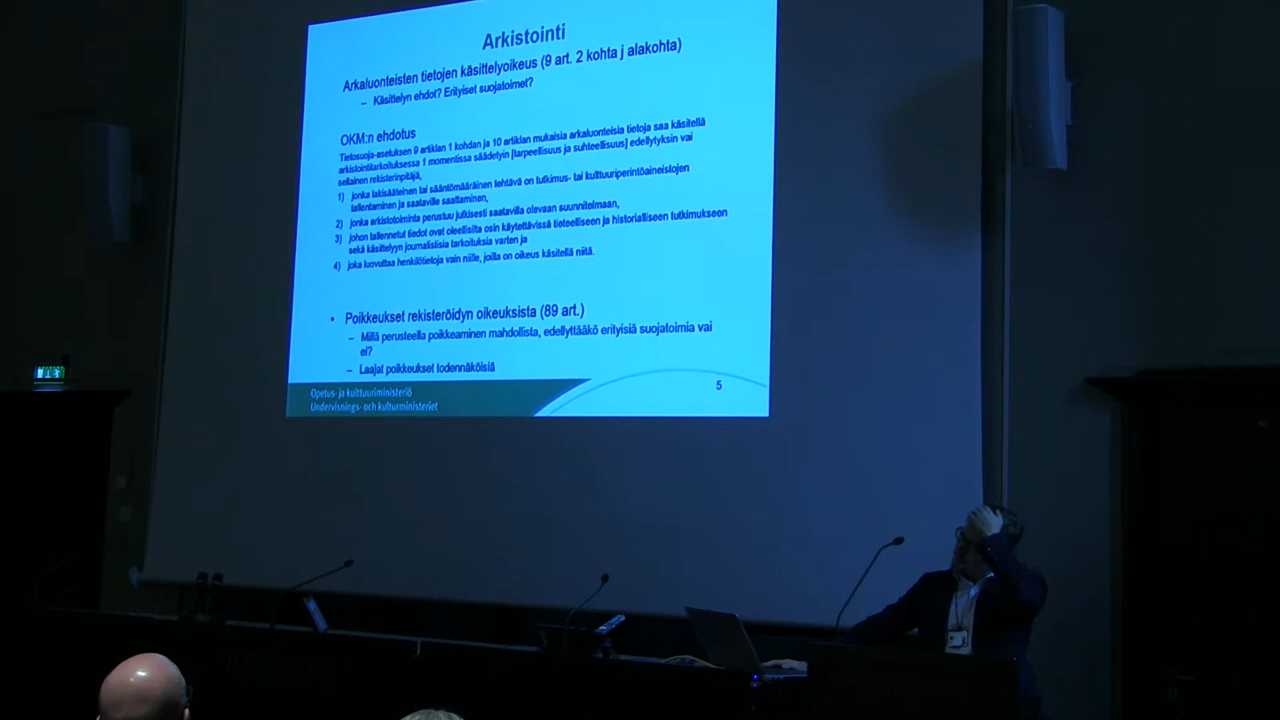 Arkistointi
Arkaluonteisten tietojen käsittelyoikeus (9 art. 2 kohta j alakohta)
– Käsittelyn ehdot? Erityiset suojatoimet?
OKM:n ehdotus
Tietosuoja-asetuksen 9 artiklan 1 kohdan ja 10 artiklan mukaisia arkaluonteisia tietoja saa käsitellä
arkistointitarkoituksessa 1 momentissa säädetyin [tarpeellisuus ja suhteellisuus] edellytyksin vain
sellainen rekisterinpitäjä,
1) jonka lakisääteinen tai sääntömääräinen tehtävä on tutkimus- tai kulttuuriperintöaineistojen
tallentaminen ja saataville saattaminen,
2) jonka arkistotoiminta perustuu julkisesti saatavilla olevaan suunnitelmaan,
3) johon tallennetut tiedot ovat oleellisilta osin käytettävissä tieteelliseen ja historialliseen tutkimukseen
sekä käsittelyyn journalistisia tarkoituksia varten ja
4) joka luovuttaa henkilötietoja vain niille, joilla on oikeus käsitellä niitä.
• Poikkeukset rekisteröidyn oikeuksista (89 art.)
– Millä perusteella poikkeaminen mahdollista, edellyttääkö erityisiä suojatoimia vai
ei?
– Laajat poikkeukset todennäköisiä
Opetus- ja kulttuuriministeriö
Undervisnings- och kulturministeriet
5